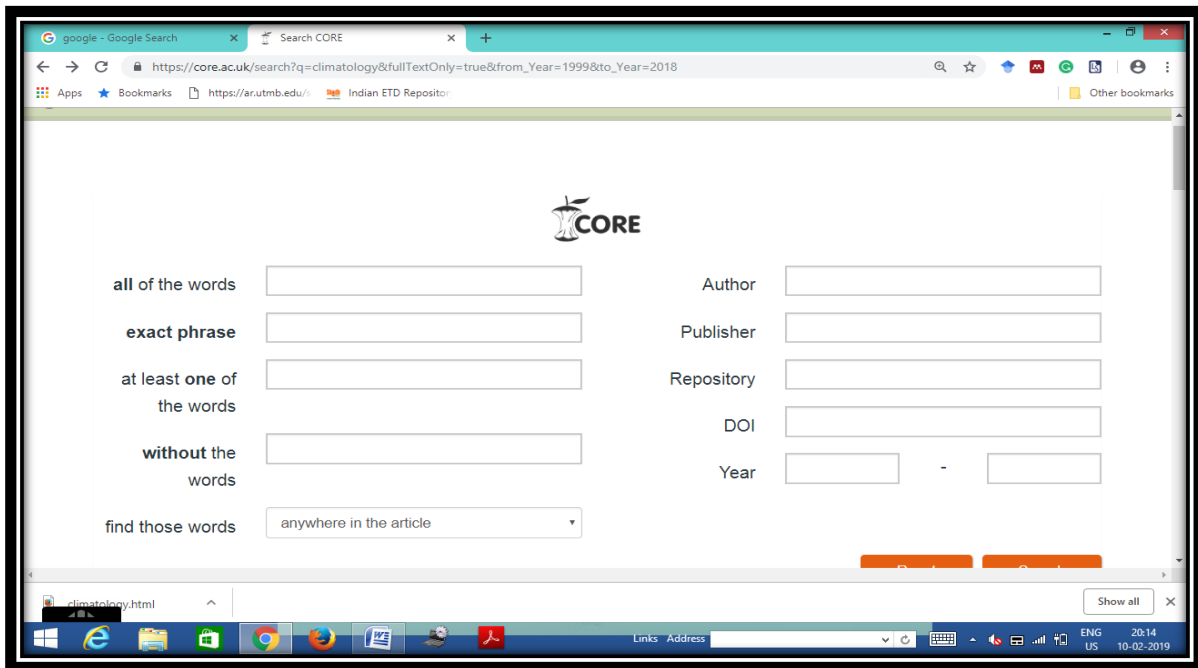 google - Google Search
Search CORE
https://core.ac.uk/search?q=climatology&fullTextOnly=true&from_Year=1999&to_Year=2018
Apps Bookmarks https://ar.utmb.edu/ Indian ETD Repositor Other bookmarks
CORE
all of the words
Author
exact phrase
Publisher
at least one of
the words
Repository
DOI
without the
words
Year -
find those words anywhere in the article
climatology.html
Show all
Links Address
ENG
US
20:14
10-02-2019